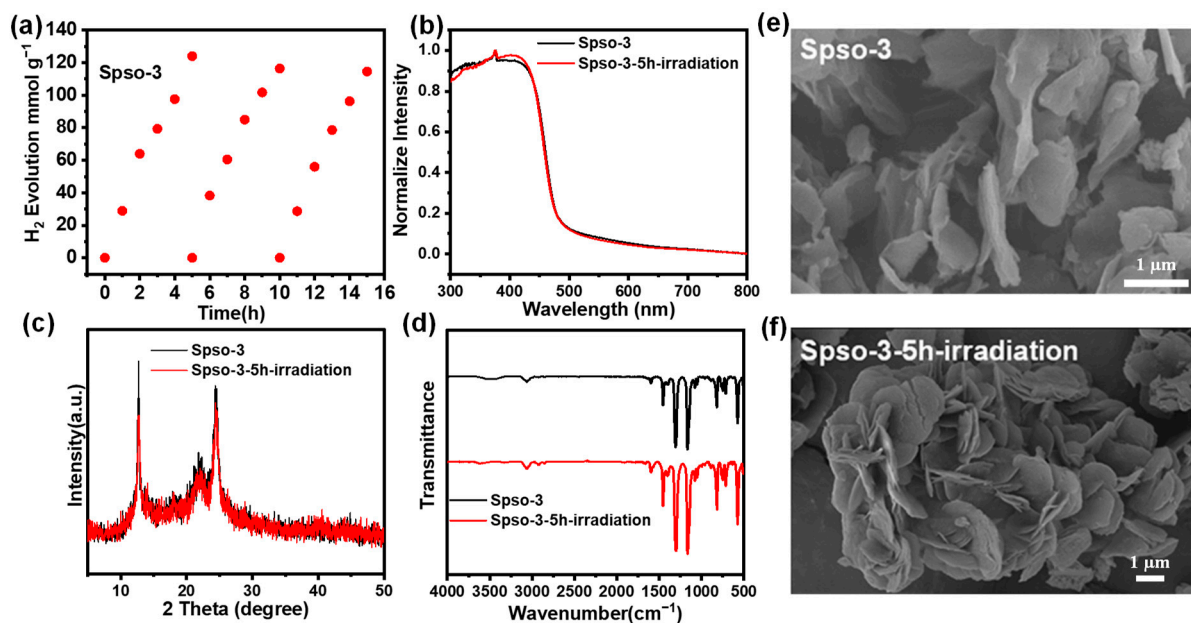 (a)
H₂ Evolution mmol g⁻¹
140
120
100
80
60
40
20
0
Spso-3
0 2 4 6 8 10 12 14 16
Time(h)
(b)
Normalize Intensity
1.0
0.8
0.6
0.4
0.2
0.0
Spso-3
Spso-3-5h-irradiation
300 400 500 600 700 800
Wavelength (nm)
(c)
Intensity(a.u.)
Spso-3
Spso-3-5h-irradiation
10 20 30 40 50
2 Theta (degree)
(d)
Transmittance
Spso-3
Spso-3-5h-irradiation
4000 3500 3000 2500 2000 1500 1000 500
Wavenumber(cm⁻¹)
(e)
Spso-3
1 μm
(f)
Spso-3-5h-irradiation
1 μm